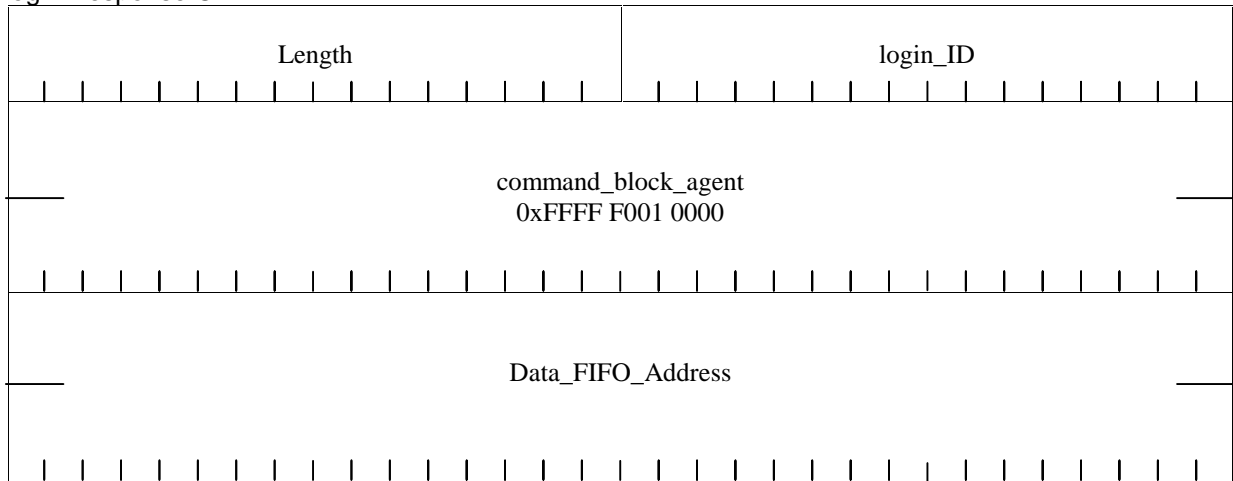 Length
login_ID
command_block_agent
0xFFFF F001 0000
Data_FIFO_Address